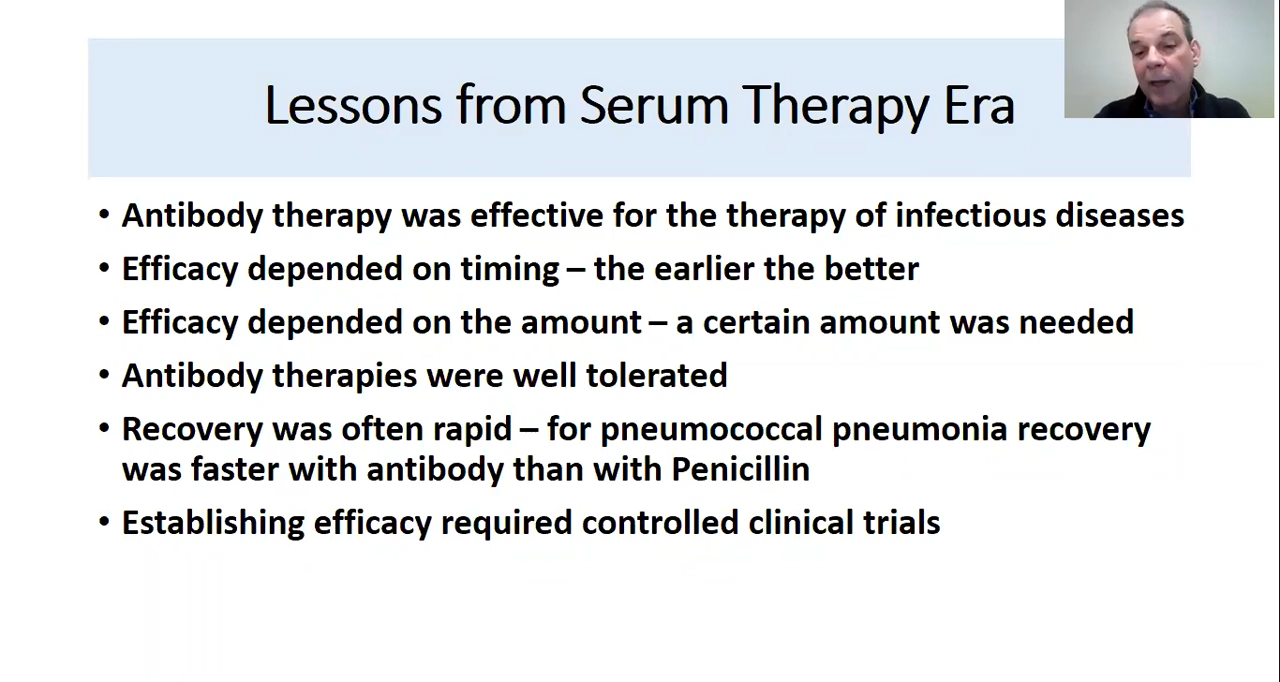 Lessons from Serum Therapy Era
• Antibody therapy was effective for the therapy of infectious diseases
• Efficacy depended on timing – the earlier the better
• Efficacy depended on the amount – a certain amount was needed
• Antibody therapies were well tolerated
• Recovery was often rapid – for pneumococcal pneumonia recovery
was faster with antibody than with Penicillin
• Establishing efficacy required controlled clinical trials